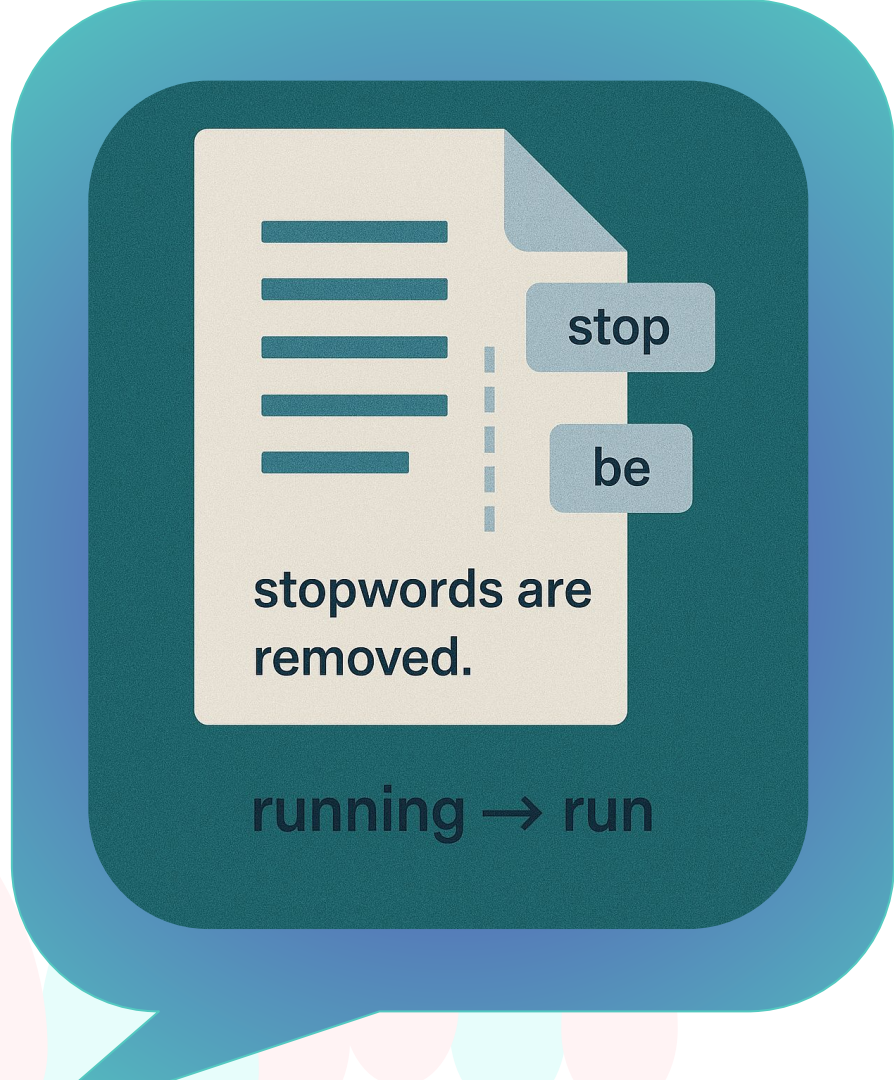 stop
be
stopwords are
removed.
running → run